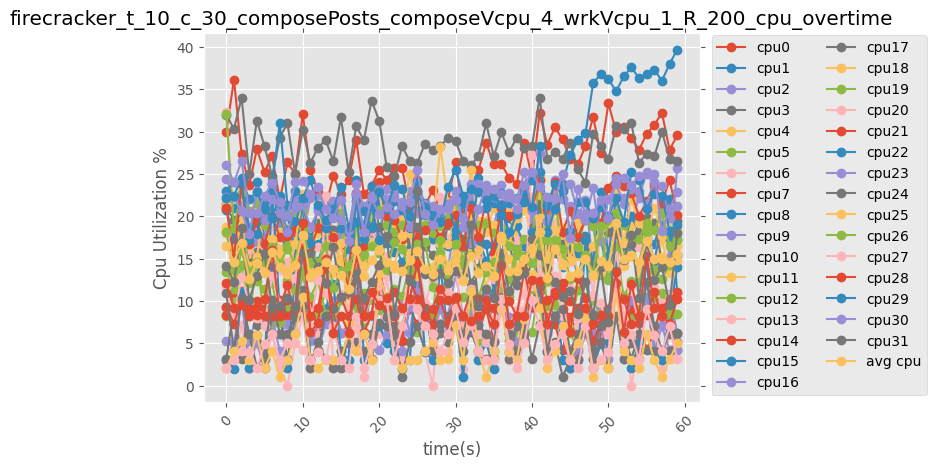 firecracker_t_10_c_30_composePosts_composeVcpu_4_wrkVcpu_1_R_200_cpu_overtime
Cpu Utilization %
40
35
30
25
20
15
10
5
0
0
10
20
30
40
50
60
time(s)
cpu0
cpu1
cpu2
cpu3
cpu4
cpu5
cpu6
cpu7
cpu8
cpu9
cpu10
cpu11
cpu12
cpu13
cpu14
cpu15
cpu16
cpu17
cpu18
cpu19
cpu20
cpu21
cpu22
cpu23
cpu24
cpu25
cpu26
cpu27
cpu28
cpu29
cpu30
cpu31
avg cpu